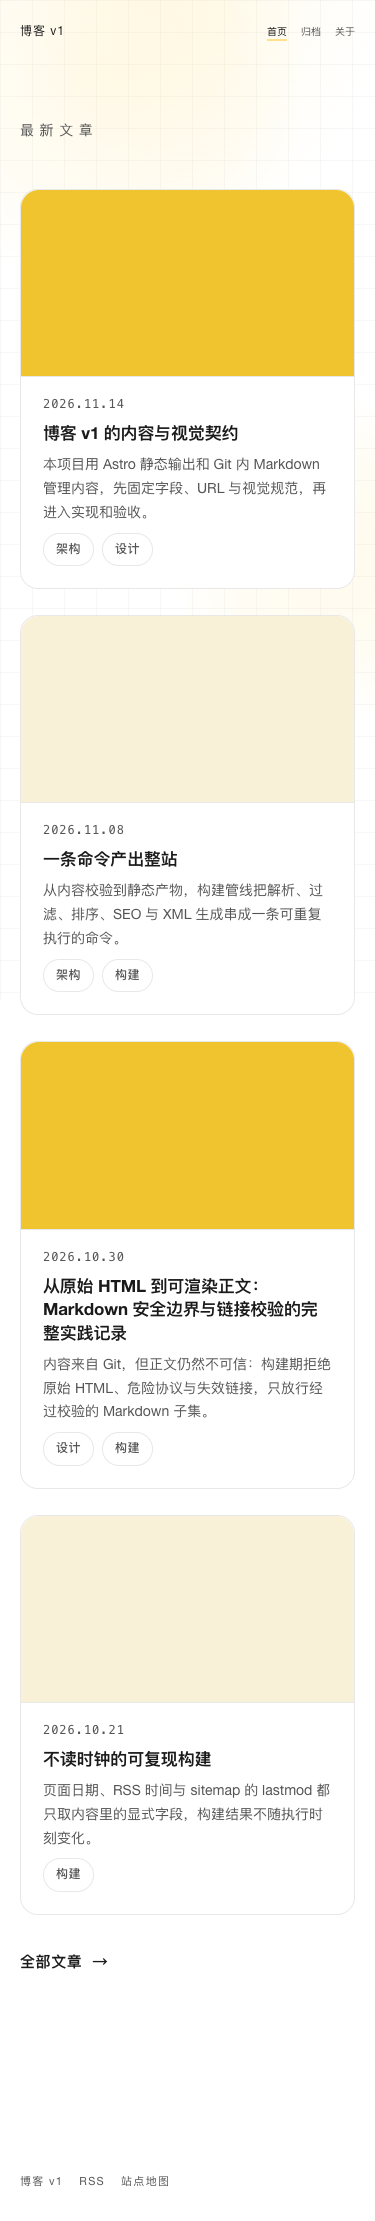 博客 v1
首页 归档 关于
最新文章
2026.11.14
博客 v1 的内容与视觉契约
本项目用 Astro 静态输出和 Git 内 Markdown
管理内容，先固定字段、URL 与视觉规范，再
进入实现和验收。
架构 设计
2026.11.08
一条命令产出整站
从内容校验到静态产物，构建管线把解析、过
滤、排序、SEO 与 XML 生成串成一条可重复
执行的命令。
架构 构建
2026.10.30
从原始 HTML 到可渲染正文：
Markdown 安全边界与链接校验的完
整实践记录
内容来自 Git，但正文仍然不可信：构建期拒绝
原始 HTML、危险协议与失效链接，只放行经
过校验的 Markdown 子集。
设计 构建
2026.10.21
不读时钟的可复现构建
页面日期、RSS 时间与 sitemap 的 lastmod 都
只取内容里的显式字段，构建结果不随执行时
刻变化。
构建
全部文章 →
博客 v1 RSS 站点地图